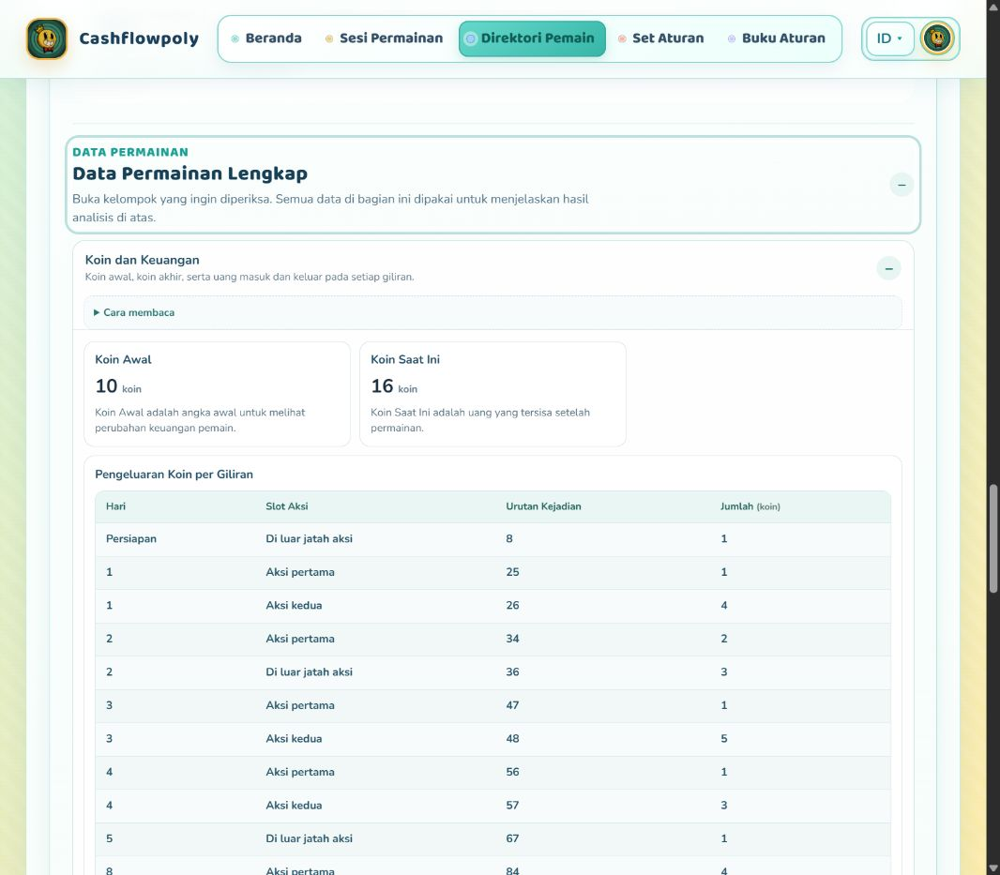 Cashflowpoly
Beranda
Sesi Permainan
Direktori Pemain
Set Aturan
Buku Aturan
ID
DATA PERMAINAN
Data Permainan Lengkap
Buka kelompok yang ingin diperiksa. Semua data di bagian ini dipakai untuk menjelaskan hasil
analisis di atas.
–
Koin dan Keuangan
Koin awal, koin akhir, serta uang masuk dan keluar pada setiap giliran.
–
Cara membaca
Koin Awal
10 koin
Koin Awal adalah angka awal untuk melihat
perubahan keuangan pemain.
Koin Saat Ini
16 koin
Koin Saat Ini adalah uang yang tersisa setelah
permainan.
Pengeluaran Koin per Giliran
Hari Slot Aksi Urutan Kejadian Jumlah (koin)
Persiapan Di luar jatah aksi 8 1
1 Aksi pertama 25 1
1 Aksi kedua 26 4
2 Aksi pertama 34 2
2 Di luar jatah aksi 36 3
3 Aksi pertama 47 1
3 Aksi kedua 48 5
4 Aksi pertama 56 1
4 Aksi kedua 57 3
5 Di luar jatah aksi 67 1
8 Aksi pertama 84 4